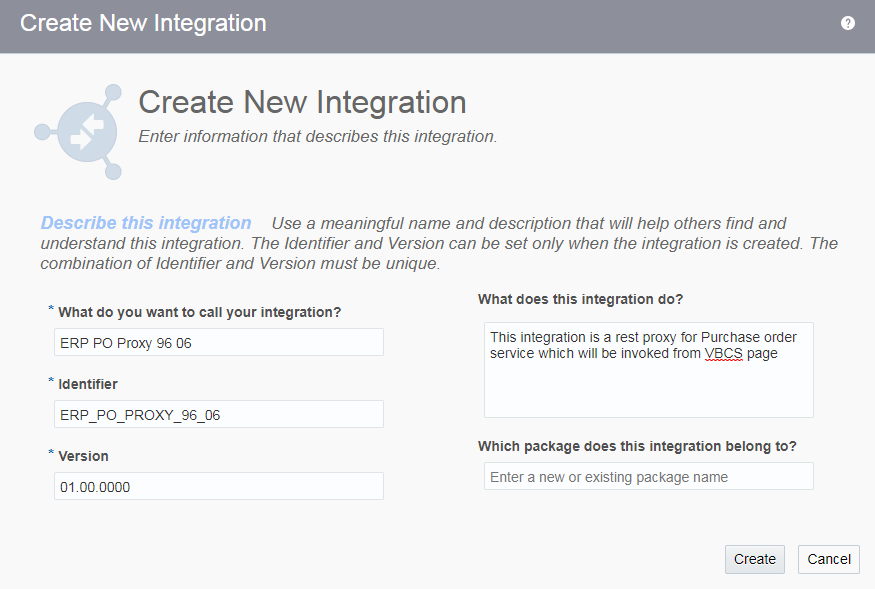 Create New Integration
?
Create New Integration
Enter information that describes this integration.
Describe this integration Use a meaningful name and description that will help others find and
understand this integration. The Identifier and Version can be set only when the integration is created. The
combination of Identifier and Version must be unique.
* What do you want to call your integration?
ERP PO Proxy 96 06
* Identifier
ERP_PO_PROXY_96_06
* Version
01.00.0000
What does this integration do?
This integration is a rest proxy for Purchase order
service which will be invoked from VBCS page
Which package does this integration belong to?
Enter a new or existing package name
Create
Cancel